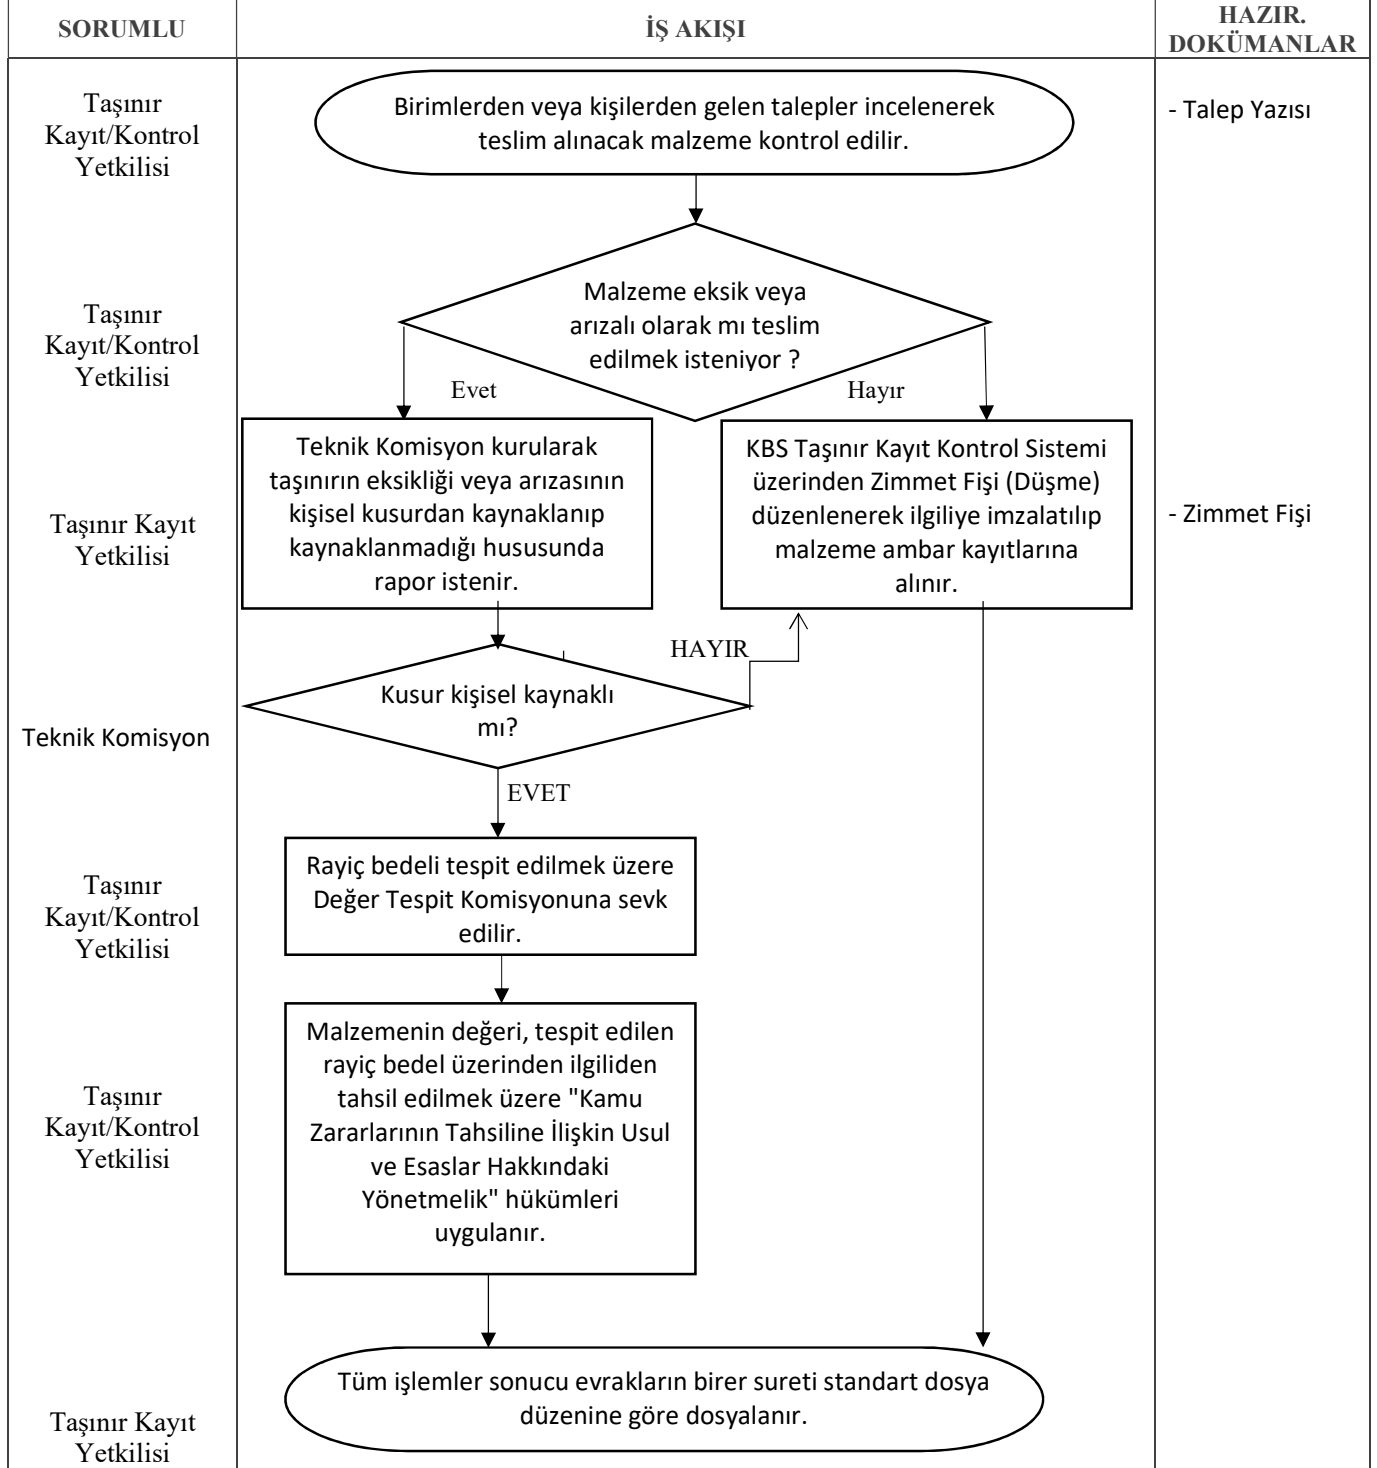 SORUMLU
İŞ AKIŞI
HAZIR.
DOKÜMANLAR
Taşınır
Kayıt/Kontrol
Yetkilisi
Birimlerden veya kişilerden gelen talepler incelenerek
teslim alınacak malzeme kontrol edilir.
- Talep Yazısı
Taşınır
Kayıt/Kontrol
Yetkilisi
Malzeme eksik veya
arızalı olarak mı teslim
edilmek isteniyor ?
Evet
Hayır
Taşınır Kayıt
Yetkilisi
Teknik Komisyon kurularak
taşınırın eksikliği veya arızasının
kişisel kusurdan kaynaklanıp
kaynaklanmadığı hususunda
rapor istenir.
KBS Taşınır Kayıt Kontrol Sistemi
üzerinden Zimmet Fişi (Düşme)
düzenlenerek ilgiliye imzalatılıp
malzeme ambar kayıtlarına
alınır.
- Zimmet Fişi
HAYIR
Teknik Komisyon
Kusur kişisel kaynaklı
mı?
EVET
Taşınır
Kayıt/Kontrol
Yetkilisi
Rayiç bedeli tespit edilmek üzere
Değer Tespit Komisyonuna sevk
edilir.
Taşınır
Kayıt/Kontrol
Yetkilisi
Malzemenin değeri, tespit edilen
rayiç bedel üzerinden ilgiliden
tahsil edilmek üzere "Kamu
Zararlarının Tahsiline İlişkin Usul
ve Esaslar Hakkındaki
Yönetmelik" hükümleri
uygulanır.
Taşınır Kayıt
Yetkilisi
Tüm işlemler sonucu evrakların birer sureti standart dosya
düzenine göre dosyalanır.